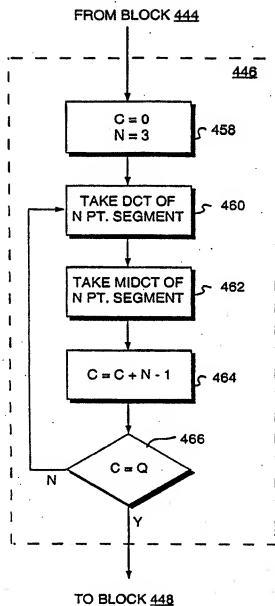 FROM BLOCK 444
446
C = 0
N = 3
458
TAKE DCT OF
N PT. SEGMENT
460
TAKE MIDCT OF
N PT. SEGMENT
462
C = C + N - 1
464
466
C = Q
N
Y
TO BLOCK 448